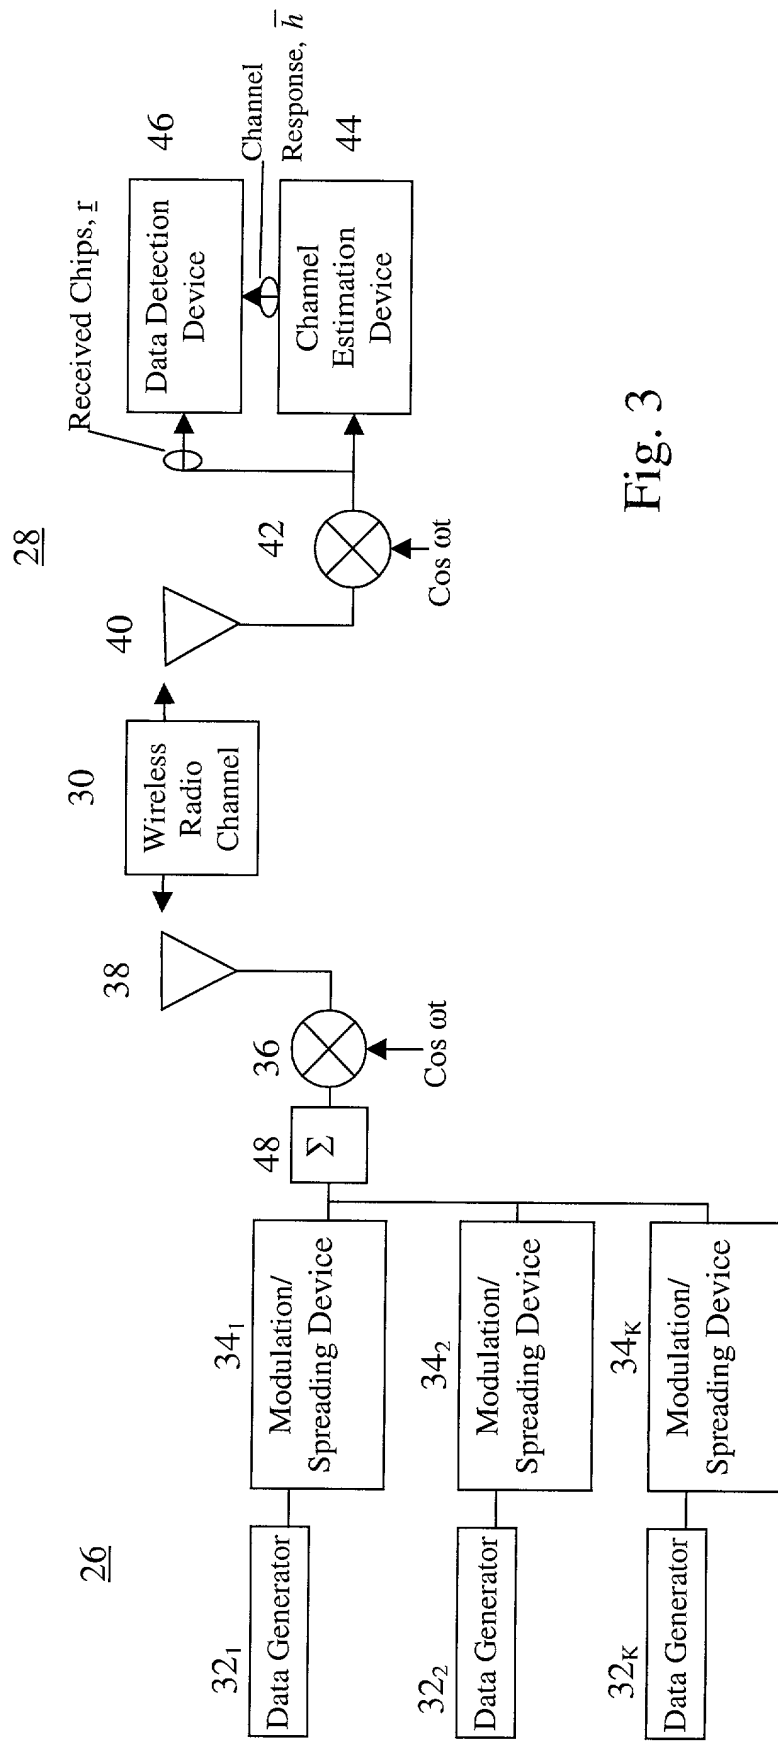 26
28
32₁
Data Generator
34₁
Modulation/
Spreading Device
32₂
Data Generator
34₂
Modulation/
Spreading Device
32K
Data Generator
34K
Modulation/
Spreading Device
48
Σ
36
Cos ωt
38
30
Wireless
Radio
Channel
40
42
Cos ωt
Received Chips, r
Data Detection
Device
46
Channel
Response, h̅
Channel
Estimation
Device
44
Fig. 3